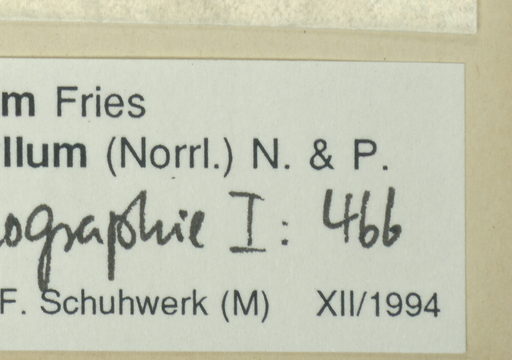 m Fries
llum (Norrl.) N. & P.
ographie I: 466
F. Schuhwerk (M) XII/1994